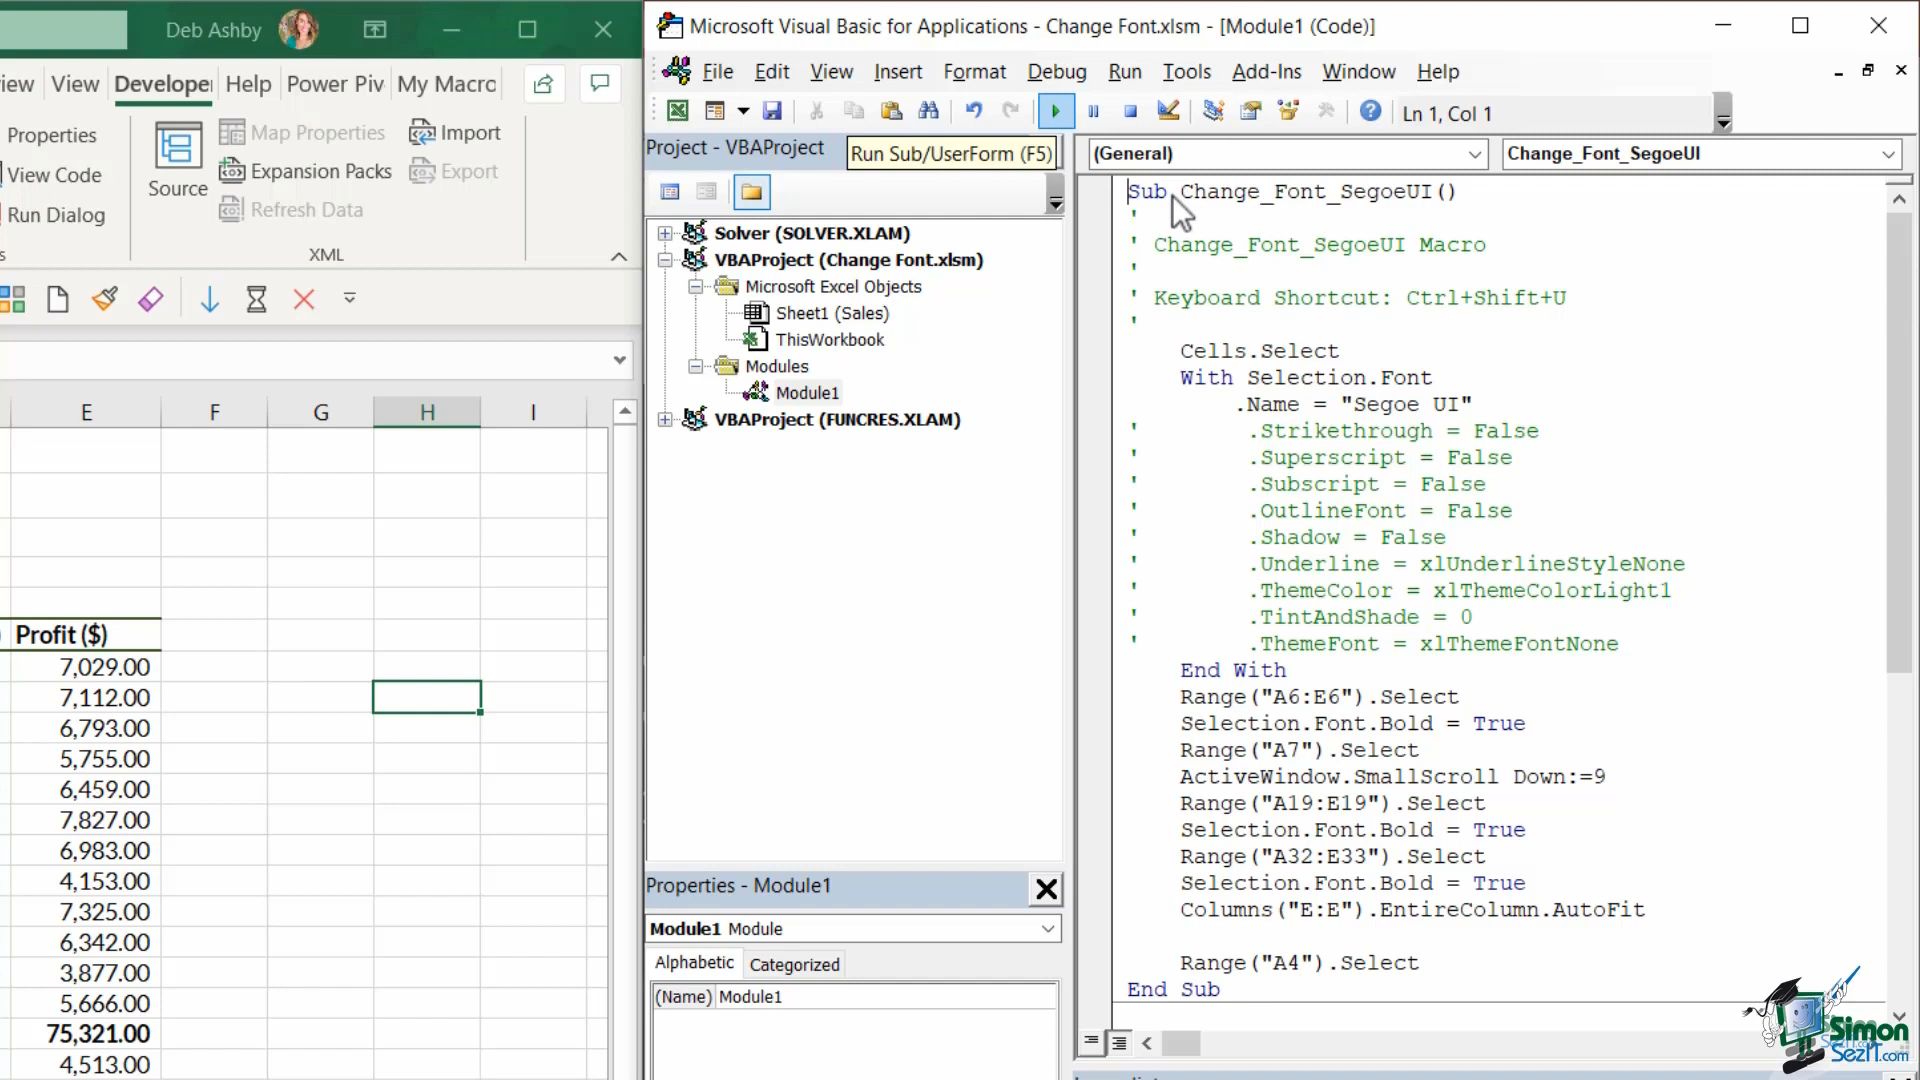 Deb Ashby
iew View Develope Help Power Piv My Macro
Properties
View Code
Run Dialog
Source
Map Properties
Expansion Packs
Refresh Data
Import
Export
s
XML
E F G H I
) Profit ($)
7,029.00
7,112.00
6,793.00
5,755.00
6,459.00
7,827.00
6,983.00
4,153.00
7,325.00
6,342.00
3,877.00
5,666.00
75,321.00
4,513.00
Microsoft Visual Basic for Applications - Change Font.xlsm - [Module1 (Code)]
File Edit View Insert Format Debug Run Tools Add-Ins Window Help
Ln 1, Col 1
Project - VBAProject
Run Sub/UserForm (F5)
Solver (SOLVER.XLAM)
VBAProject (Change Font.xlsm)
Microsoft Excel Objects
Sheet1 (Sales)
ThisWorkbook
Modules
Module1
VBAProject (FUNCRES.XLAM)
Properties - Module1
Module1 Module
Alphabetic Categorized
(Name) Module1
(General) Change_Font_SegoeUI
Sub Change_Font_SegoeUI()
'
' Change_Font_SegoeUI Macro
'
' Keyboard Shortcut: Ctrl+Shift+U
'
Cells.Select
With Selection.Font
.Name = "Segoe UI"
' .Strikethrough = False
' .Superscript = False
' .Subscript = False
' .OutlineFont = False
' .Shadow = False
' .Underline = xlUnderlineStyleNone
' .ThemeColor = xlThemeColorLight1
' .TintAndShade = 0
' .ThemeFont = xlThemeFontNone
End With
Range("A6:E6").Select
Selection.Font.Bold = True
Range("A7").Select
ActiveWindow.SmallScroll Down:=9
Range("A19:E19").Select
Selection.Font.Bold = True
Range("A32:E33").Select
Selection.Font.Bold = True
Columns("E:E").EntireColumn.AutoFit
Range("A4").Select
End Sub
Simon
SezIT.com